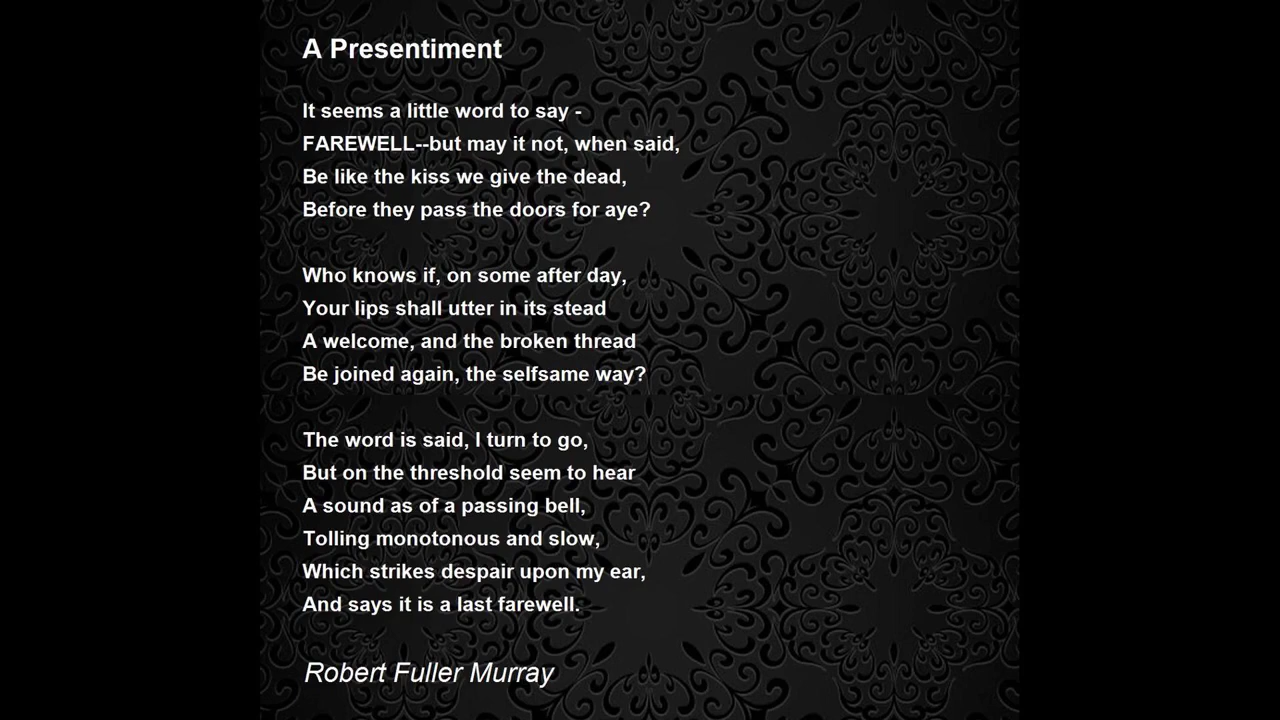 A Presentiment
It seems a little word to say -
FAREWELL--but may it not, when said,
Be like the kiss we give the dead,
Before they pass the doors for aye?
Who knows if, on some after day,
Your lips shall utter in its stead
A welcome, and the broken thread
Be joined again, the selfsame way?
The word is said, I turn to go,
But on the threshold seem to hear
A sound as of a passing bell,
Tolling monotonous and slow,
Which strikes despair upon my ear,
And says it is a last farewell.
Robert Fuller Murray